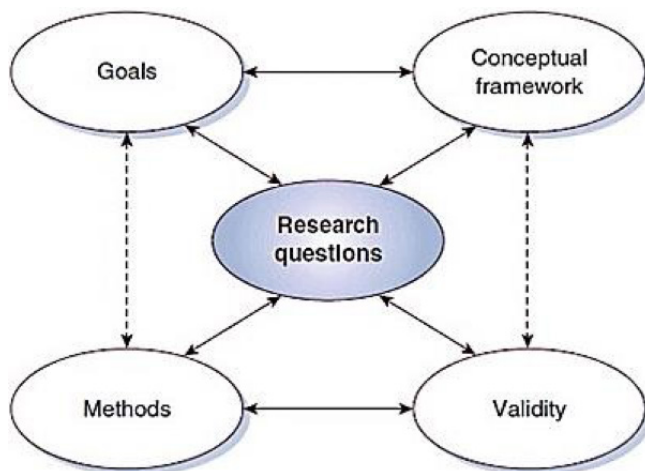 Goals
Conceptual
framework
Research
questions
Methods
Validity